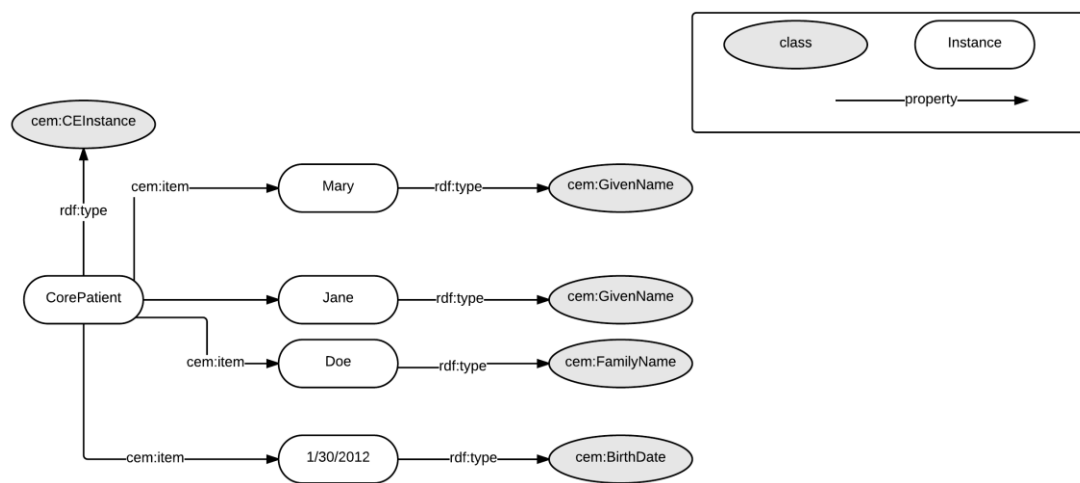 class
Instance
property
cem:CEInstance
rdf:type
cem:item
Mary
rdf:type
cem:GivenName
CorePatient
Jane
rdf:type
cem:GivenName
cem:item
Doe
rdf:type
cem:FamilyName
cem:item
1/30/2012
rdf:type
cem:BirthDate